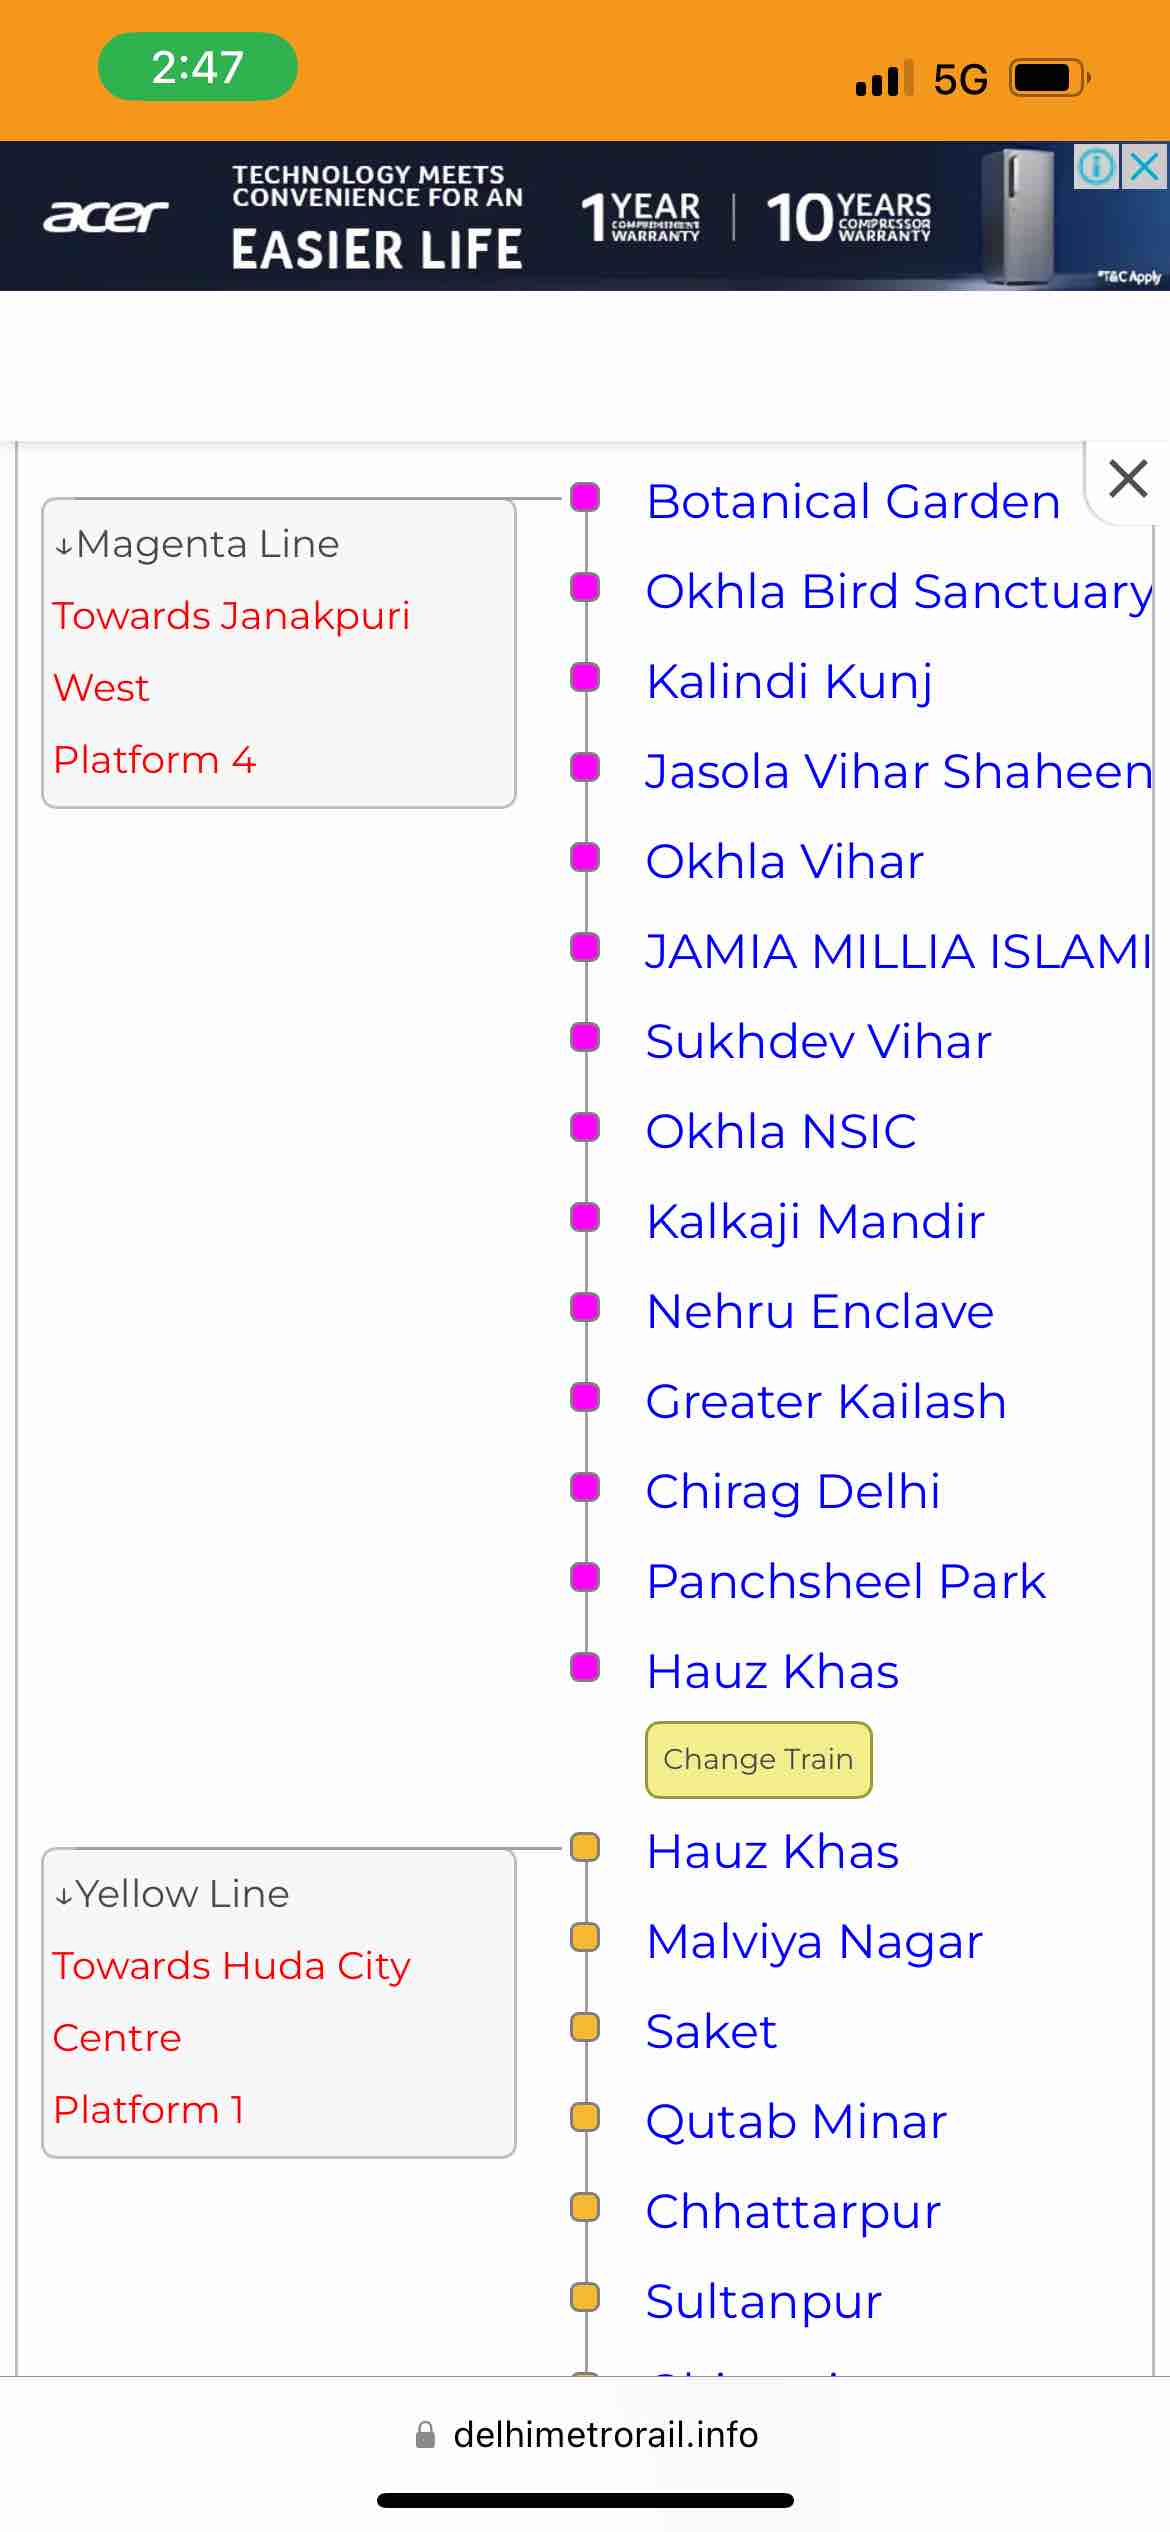 2:47
5G
acer
TECHNOLOGY MEETS
CONVENIENCE FOR AN
EASIER LIFE
1 YEAR
COMPREHENSIVE
WARRANTY
10 YEARS
COMPRESSOR
WARRANTY
*T&C Apply
↓Magenta Line
Towards Janakpuri
West
Platform 4
Botanical Garden
Okhla Bird Sanctuary
Kalindi Kunj
Jasola Vihar Shaheen
Okhla Vihar
JAMIA MILLIA ISLAMI
Sukhdev Vihar
Okhla NSIC
Kalkaji Mandir
Nehru Enclave
Greater Kailash
Chirag Delhi
Panchsheel Park
Hauz Khas
Change Train
↓Yellow Line
Towards Huda City
Centre
Platform 1
Hauz Khas
Malviya Nagar
Saket
Qutab Minar
Chhattarpur
Sultanpur
delhimetrorail.info